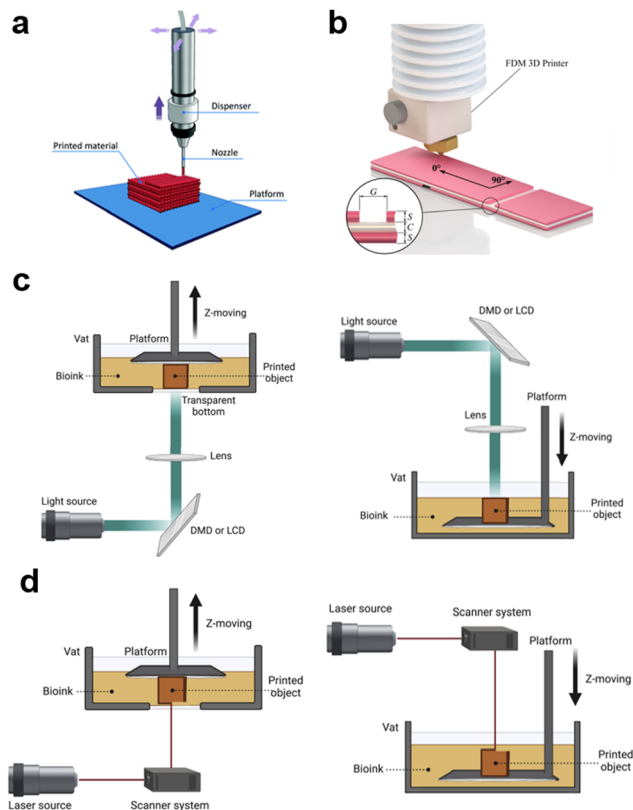 a
Dispenser
Printed material
Nozzle
Platform
b
FDM 3D Printer
0°
90°
G
S
C
S
c
Z-moving
Vat
Platform
Bioink
Printed
object
Transparent
bottom
Lens
Light source
DMD or LCD
DMD or LCD
Light source
Platform
Lens
Z-moving
Vat
Bioink
Printed
object
d
Z-moving
Platform
Vat
Bioink
Printed
object
Laser source
Scanner system
Laser source
Scanner system
Platform
Z-moving
Vat
Bioink
Printed
object